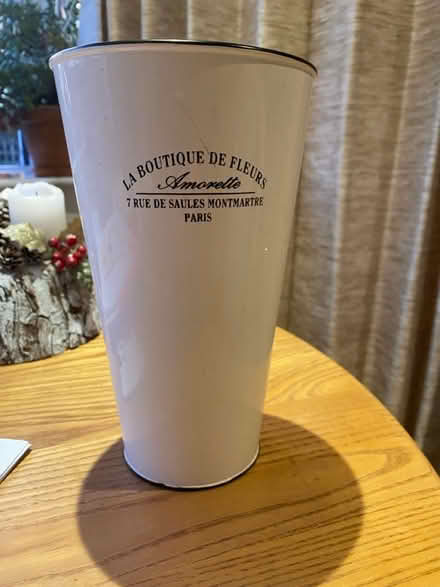 LA BOUTIQUE DE FLEURS
Amorette
7 RUE DE SAULES MONTMARTRE
PARIS